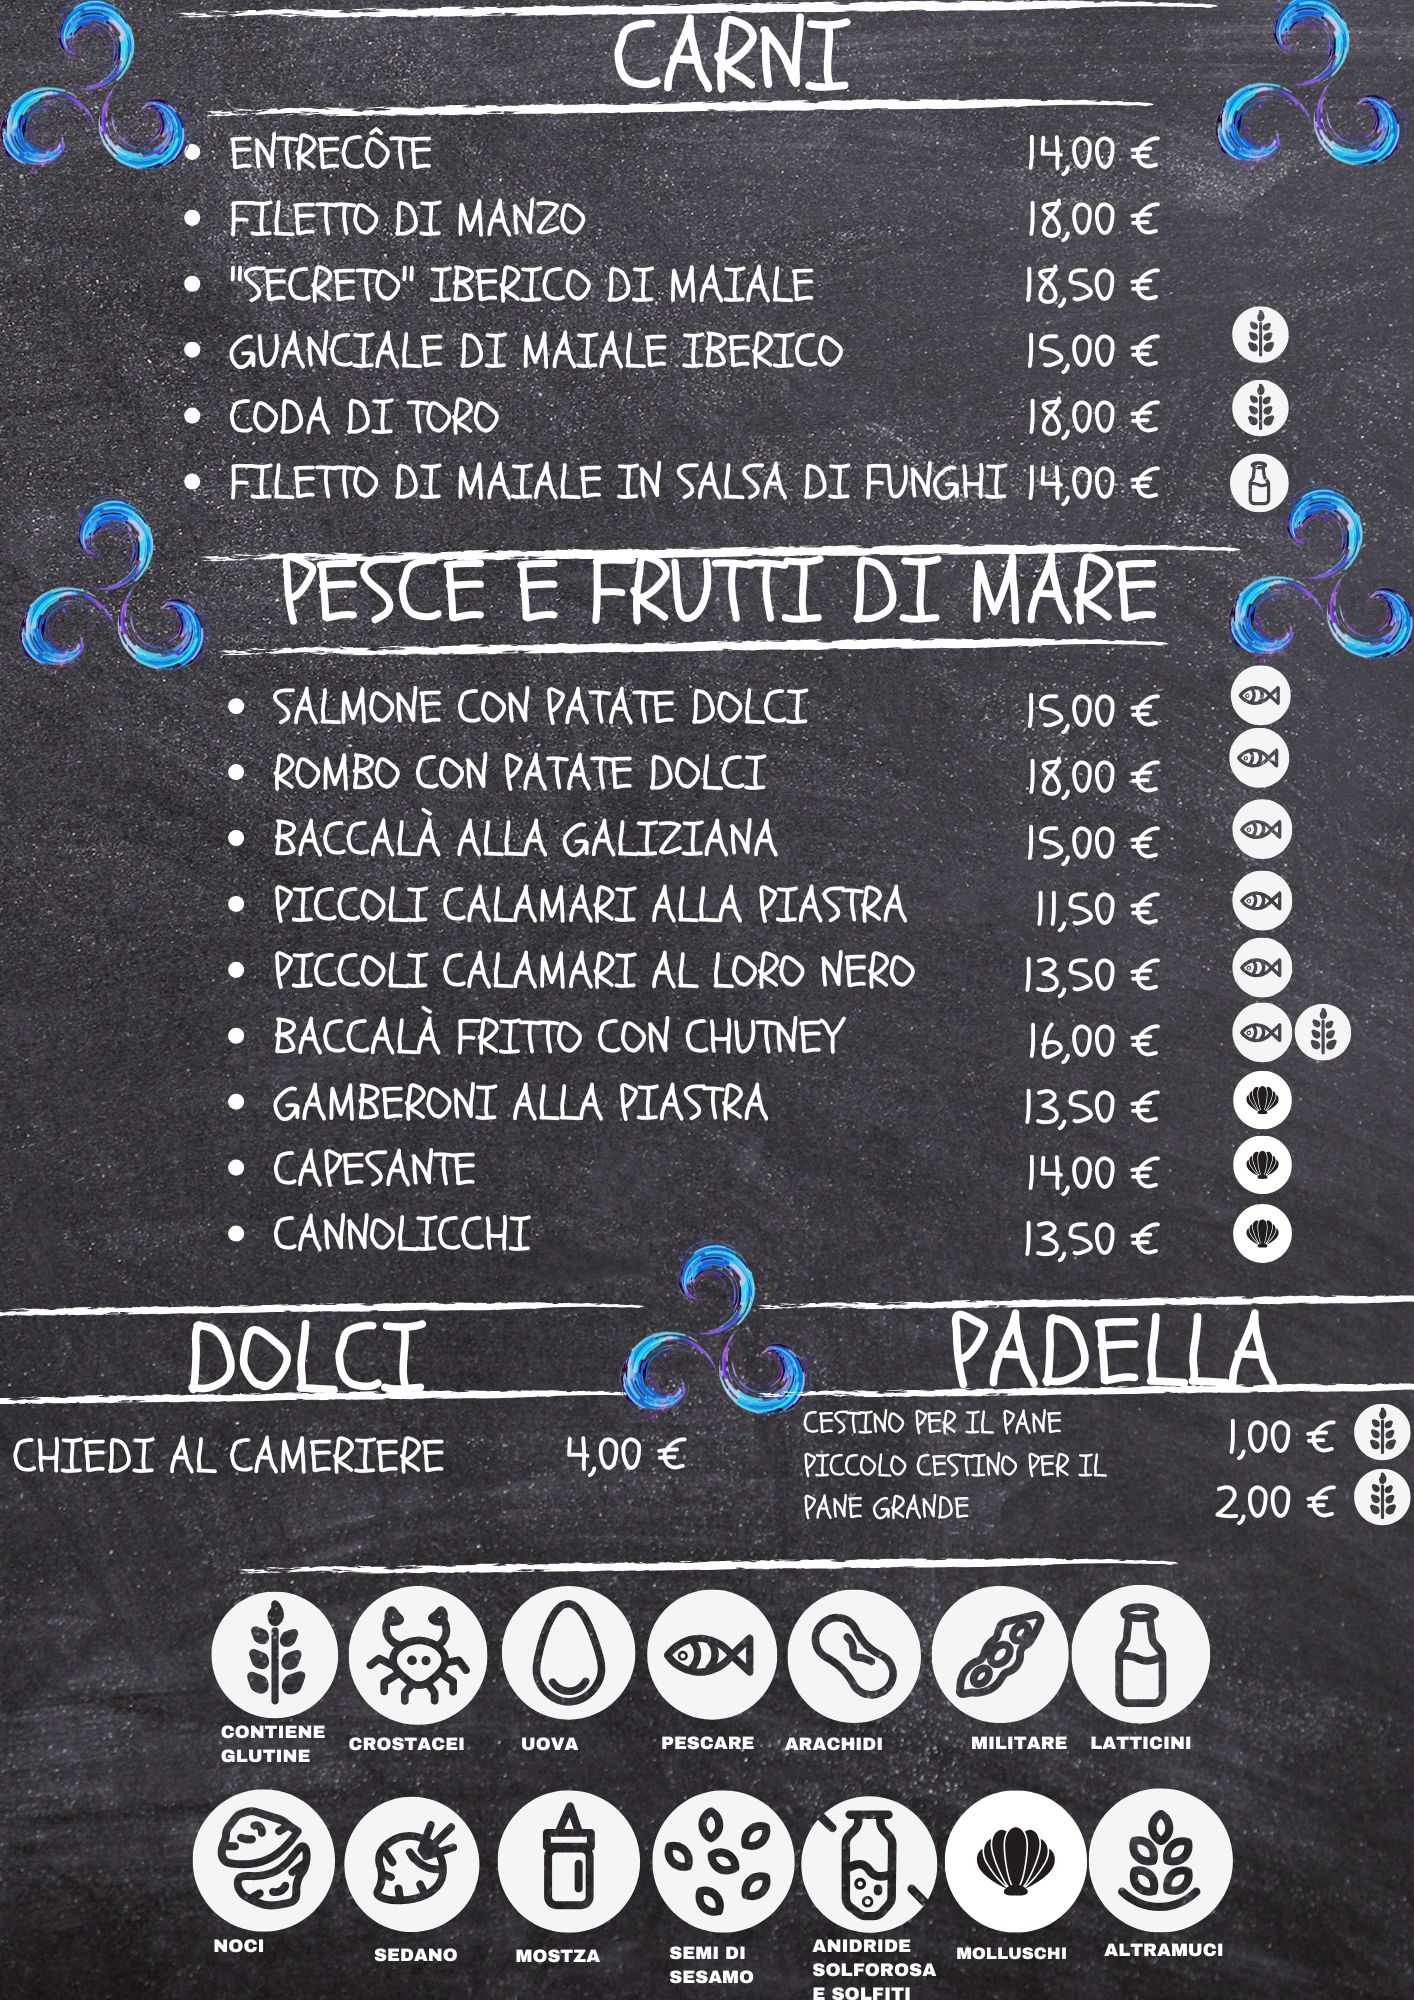 CARNI
ENTRECÔTE 14,00 €
FILETTO DI MANZO 18,00 €
"SECRETO" IBERICO DI MAIALE 18,50 €
GUANCIALE DI MAIALE IBERICO 15,00 €
CODA DI TORO 18,00 €
FILETTO DI MAIALE IN SALSA DI FUNGHI 14,00 €
PESCE E FRUTTI DI MARE
SALMONE CON PATATE DOLCI 15,00 €
ROMBO CON PATATE DOLCI 18,00 €
BACCALÀ ALLA GALIZIANA 15,00 €
PICCOLI CALAMARI ALLA PIASTRA 11,50 €
PICCOLI CALAMARI AL LORO NERO 13,50 €
BACCALÀ FRITTO CON CHUTNEY 16,00 €
GAMBERONI ALLA PIASTRA 13,50 €
CAPESANTE 14,00 €
CANNOLICCHI 13,50 €
DOLCI
CHIEDI AL CAMERIERE 4,00 €
PADELLA
CESTINO PER IL PANE 1,00 €
PICCOLO CESTINO PER IL
PANE GRANDE 2,00 €
CONTIENE
GLUTINE
CROSTACEI
UOVA
PESCARE
ARACHIDI
MILITARE
LATTICINI
NOCI
SEDANO
MOSTZA
SEMI DI
SESAMO
ANIDRIDE
SOLFOROSA
E SOLFITI
MOLLUSCHI
ALTRAMUCI